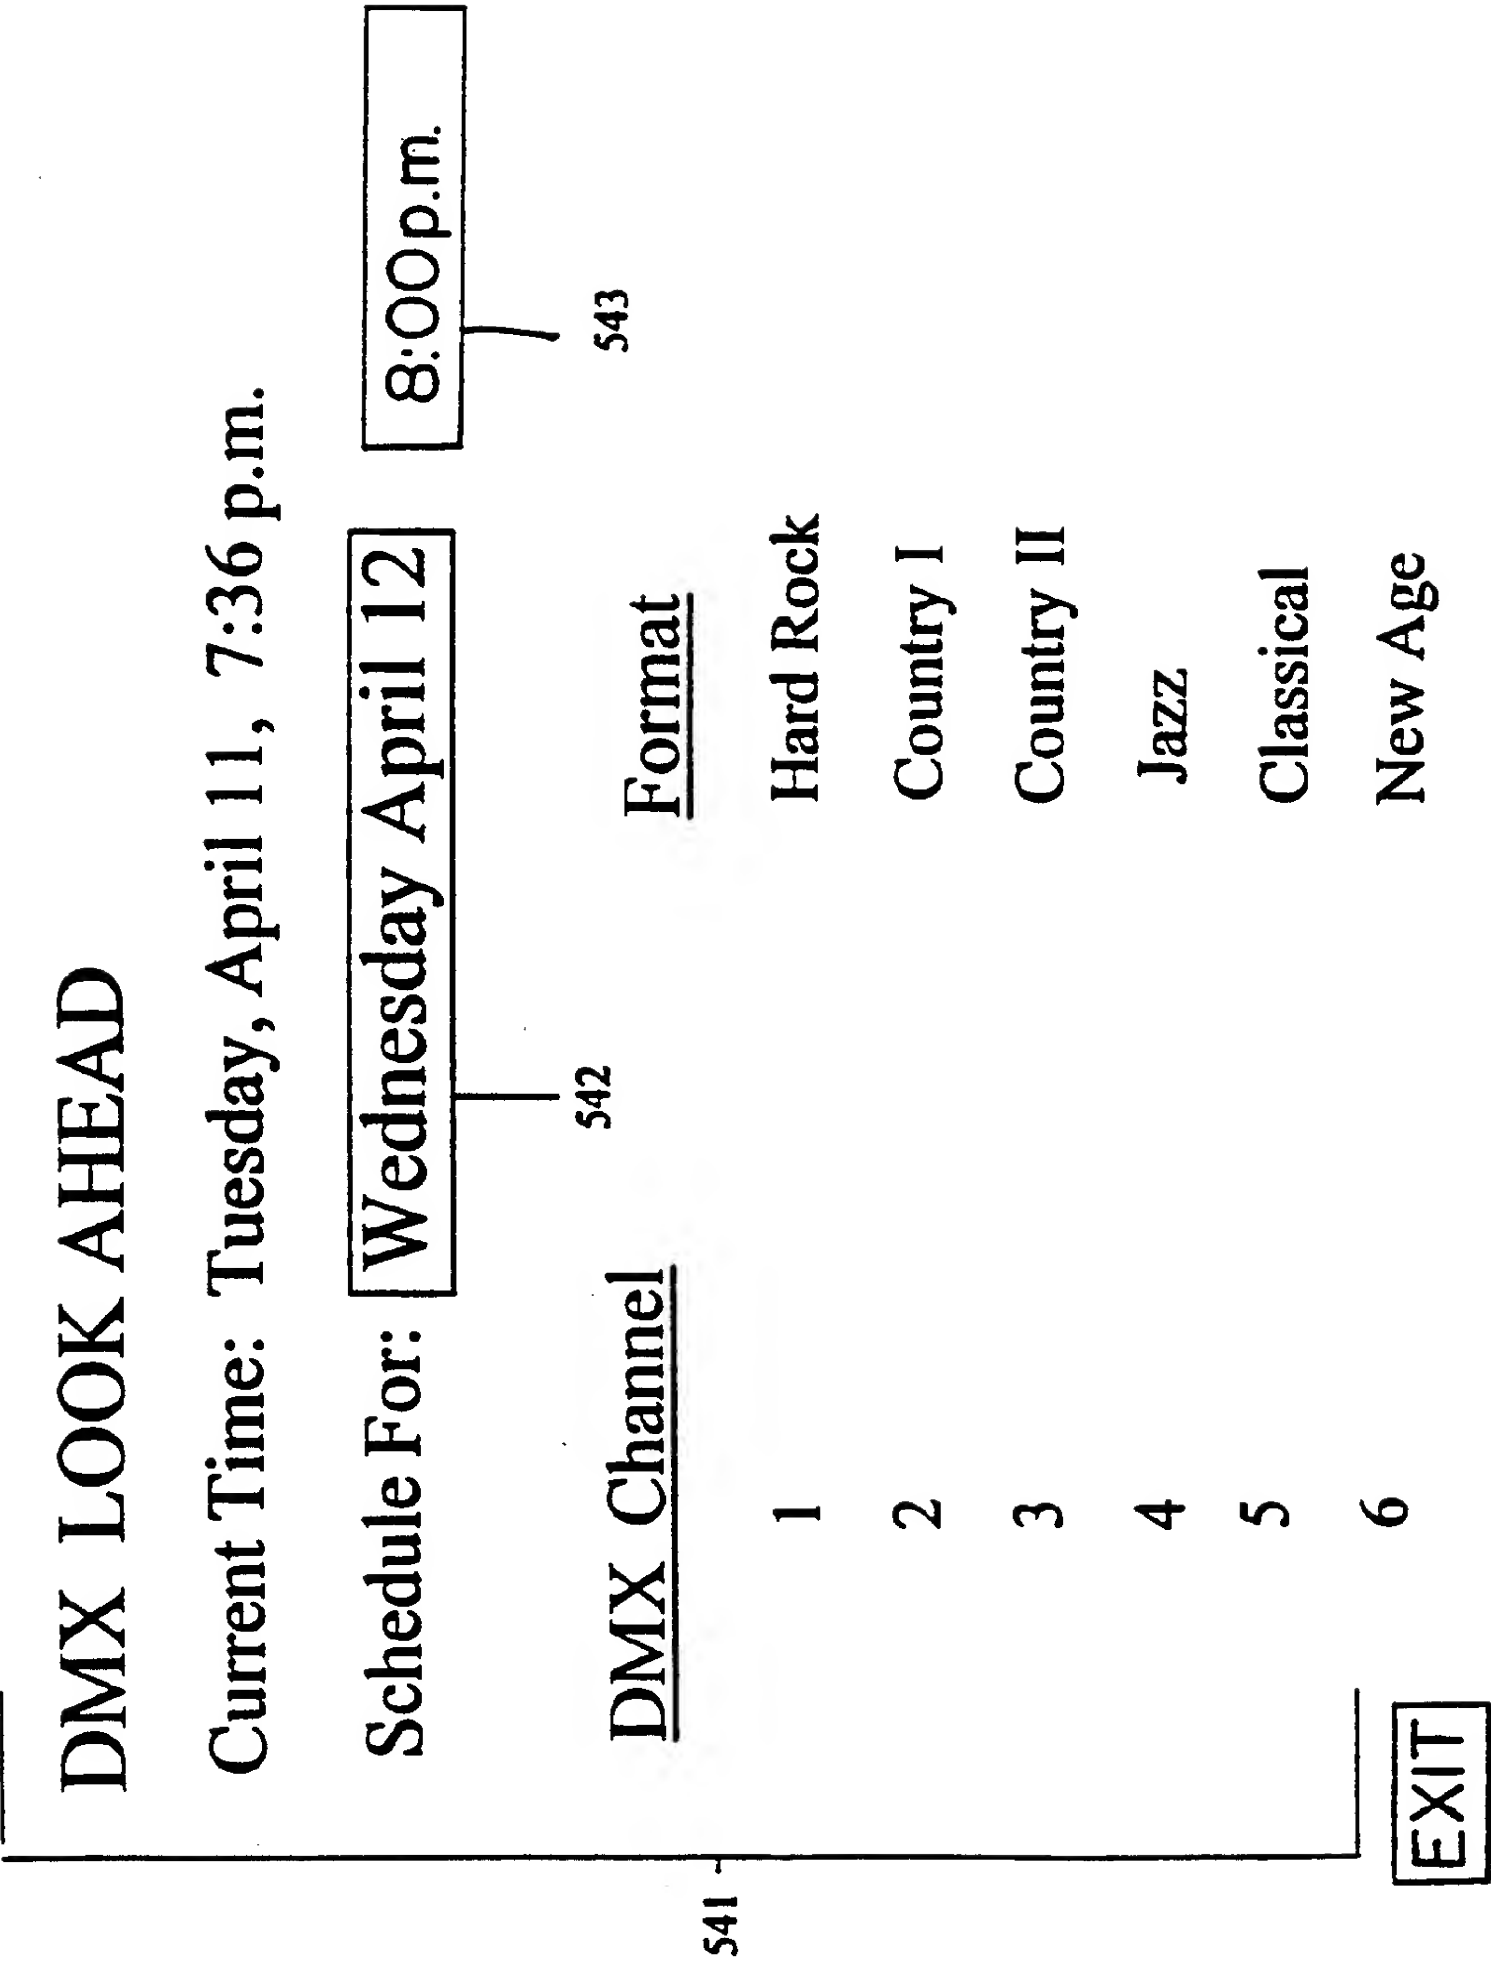 DMX LOOK AHEAD
Current Time: Tuesday, April 11, 7:36 p.m.
Schedule For: Wednesday April 12 8:00p.m.
542 543
DMX Channel Format
1 Hard Rock
541
2 Country I
3 Country II
4 Jazz
5 Classical
6 New Age
EXIT